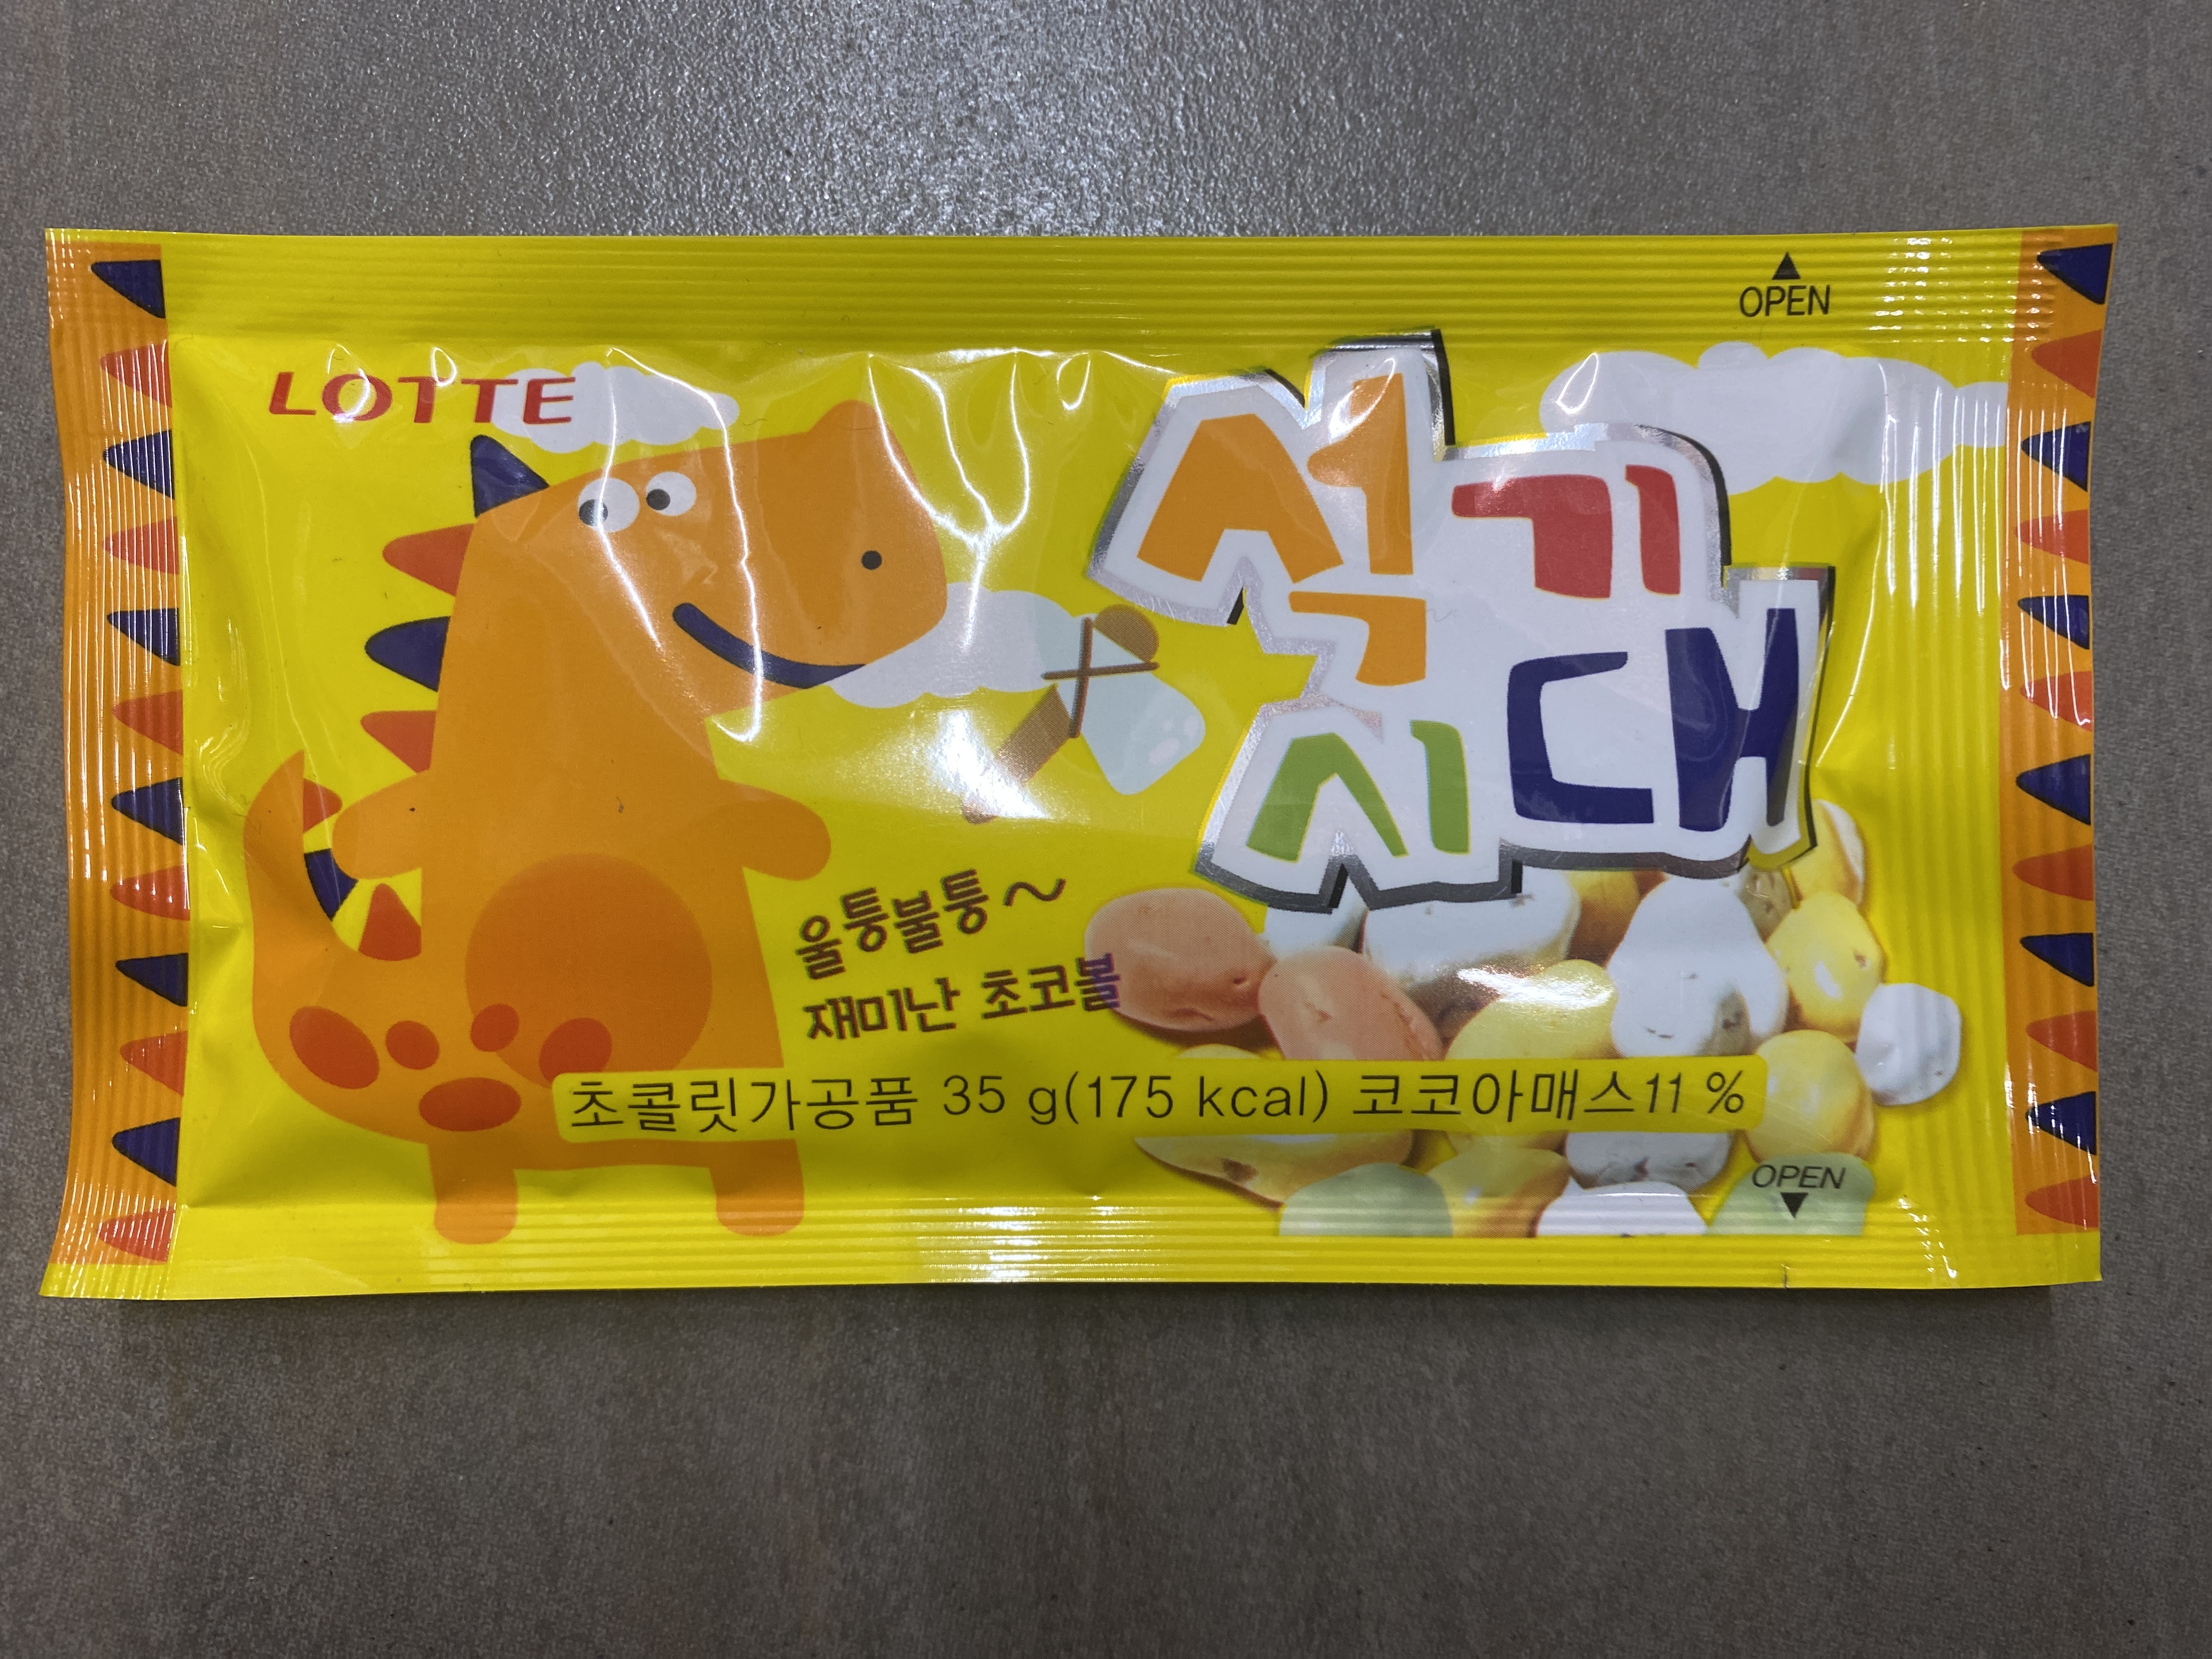 OPEN
LOTTE
석기
시대
울퉁불퉁~
재미난 초코볼
초콜릿가공품 35 g(175 kcal) 코코아매스11 %
OPEN